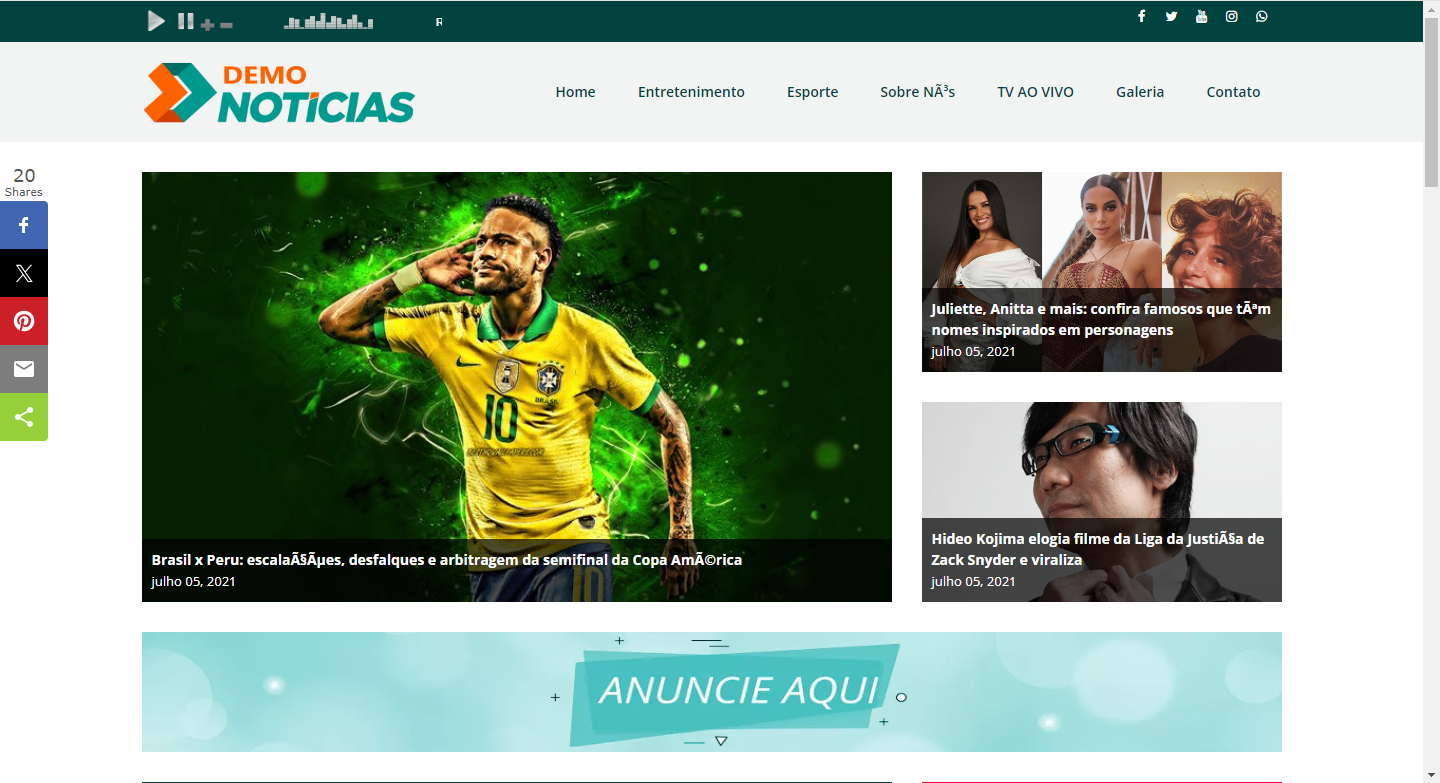 R
DEMO
NOTICIAS
Home Entretenimento Esporte Sobre NÃ³s TV AO VIVO Galeria Contato
20
Shares
10
BRASIL
Brasil x Peru: escalaÃ§Ãµes, desfalques e arbitragem da semifinal da Copa AmÃ©rica
julho 05, 2021
Juliette, Anitta e mais: confira famosos que tÃªm
nomes inspirados em personagens
julho 05, 2021
Hideo Kojima elogia filme da Liga da JustiÃ§a de
Zack Snyder e viraliza
julho 05, 2021
ANUNCIE AQUI